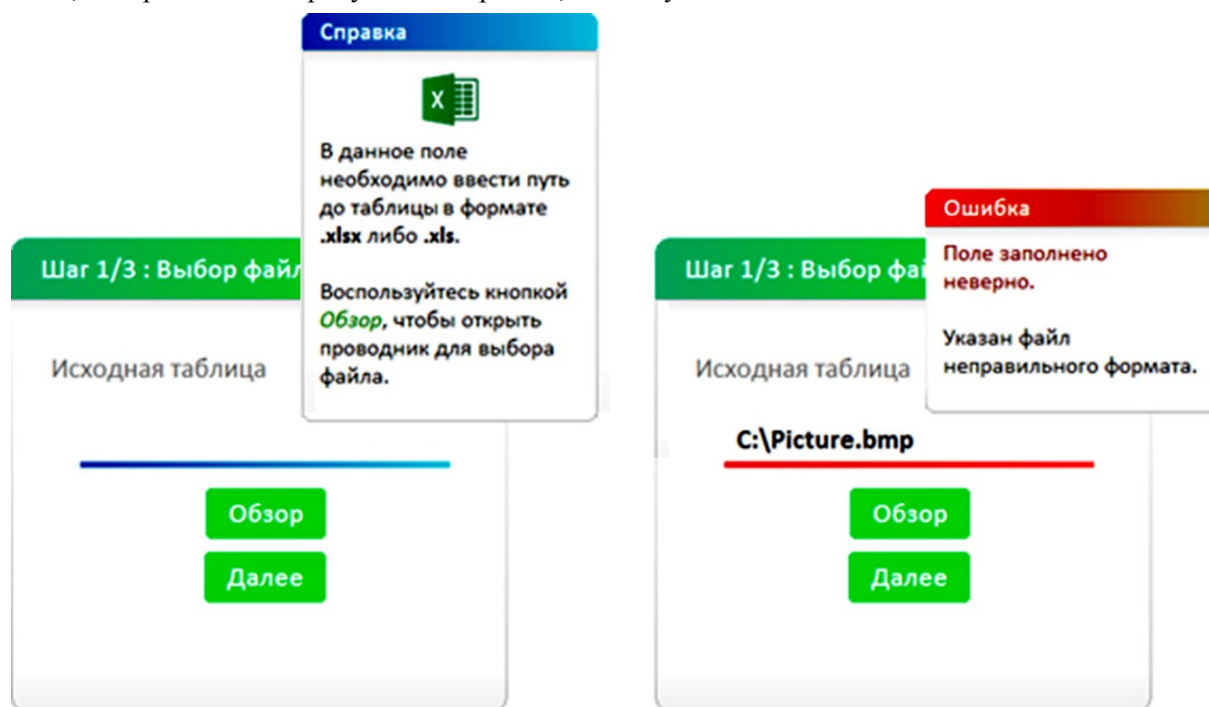 Справка
X
В данное поле
необходимо ввести путь
до таблицы в формате
.xlsx либо .xls.
Воспользуйтесь кнопкой
Обзор, чтобы открыть
проводник для выбора
файла.
Шаг 1/3 : Выбор файл
Исходная таблица
Обзор
Далее
Ошибка
Поле заполнено
неверно.
Указан файл
неправильного формата.
Шаг 1/3 : Выбор фай
Исходная таблица
C:\Picture.bmp
Обзор
Далее